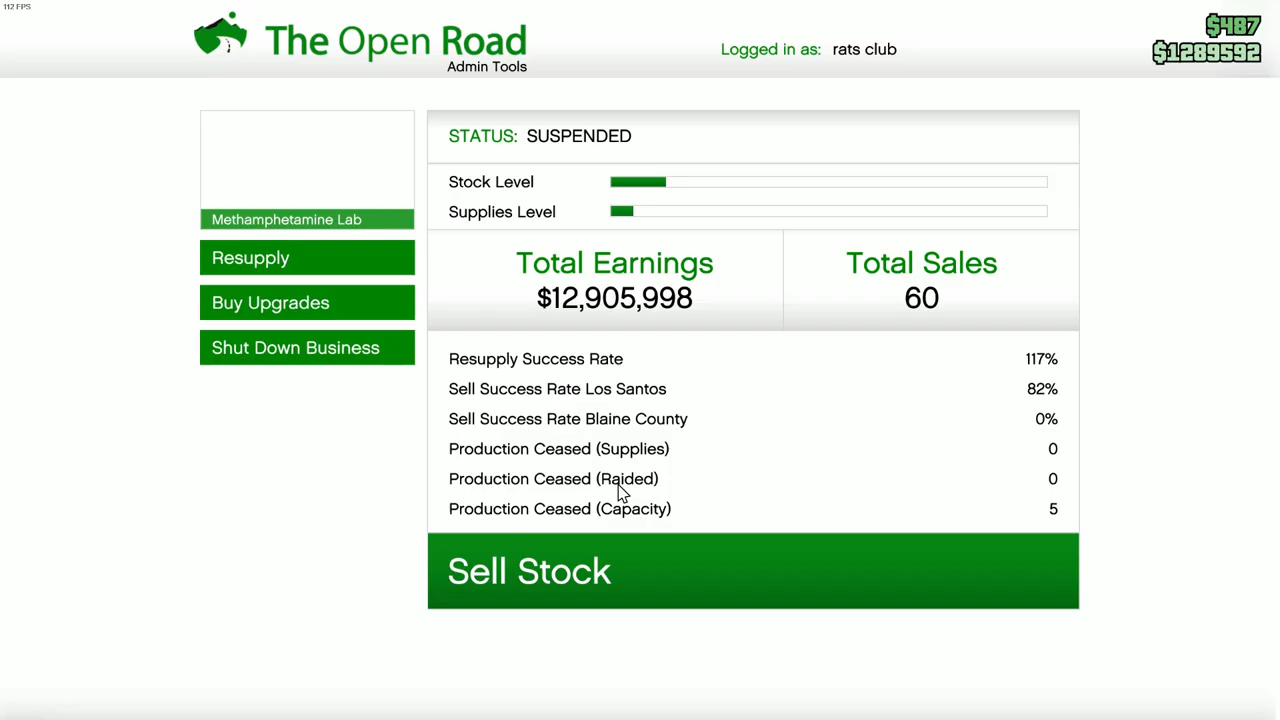 112 FPS
The Open Road
Admin Tools
Logged in as: rats club
$487
$1289592
Methamphetamine Lab
Resupply
Buy Upgrades
Shut Down Business
STATUS: SUSPENDED
Stock Level
Supplies Level
Total Earnings
$12,905,998
Total Sales
60
Resupply Success Rate 117%
Sell Success Rate Los Santos 82%
Sell Success Rate Blaine County 0%
Production Ceased (Supplies) 0
Production Ceased (Raided) 0
Production Ceased (Capacity) 5
Sell Stock